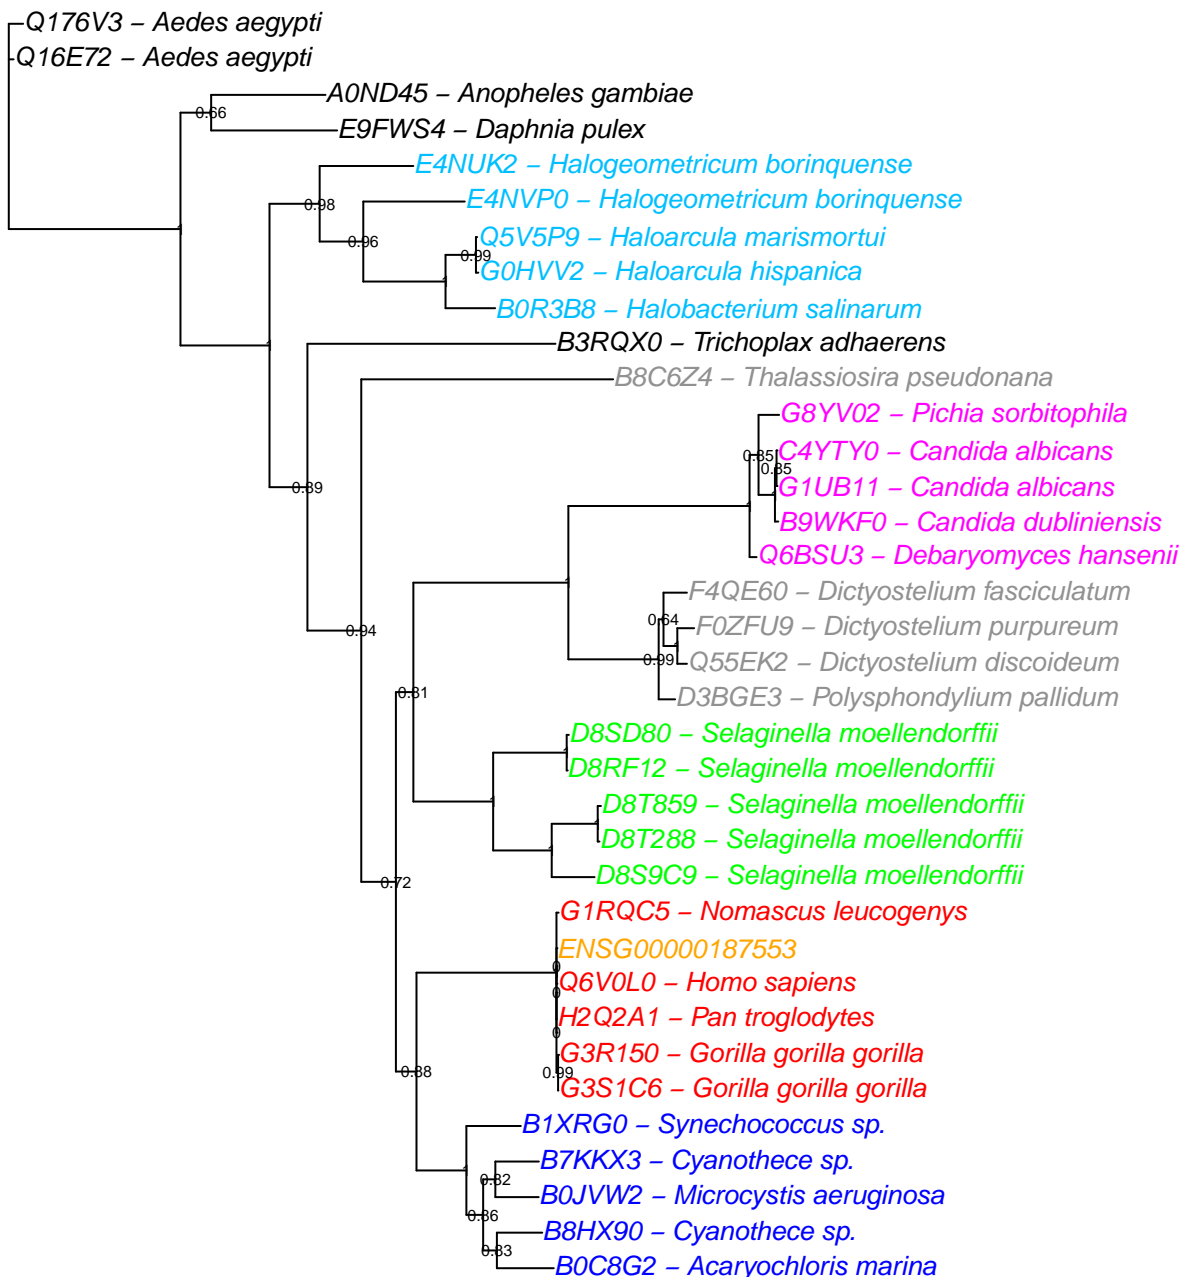 Q176V3 – Aedes aegypti
Q16E72 – Aedes aegypti
A0ND45 – Anopheles gambiae
0.66
E9FWS4 – Daphnia pulex
E4NUK2 – Halogeometricum borinquense
0.98
E4NVP0 – Halogeometricum borinquense
0.96
Q5V5P9 – Haloarcula marismortui
0.99
G0HVV2 – Haloarcula hispanica
B0R3B8 – Halobacterium salinarum
B3RQX0 – Trichoplax adhaerens
B8C6Z4 – Thalassiosira pseudonana
G8YV02 – Pichia sorbitophila
C4YTY0 – Candida albicans
0.85
0.85
G1UB11 – Candida albicans
0.89
B9WKF0 – Candida dubliniensis
Q6BSU3 – Debaryomyces hansenii
F4QE60 – Dictyostelium fasciculatum
0.64
F0ZFU9 – Dictyostelium purpureum
0.94
0.99
Q55EK2 – Dictyostelium discoideum
0.81
D3BGE3 – Polysphondylium pallidum
D8SD80 – Selaginella moellendorffii
D8RF12 – Selaginella moellendorffii
D8T859 – Selaginella moellendorffii
D8T288 – Selaginella moellendorffii
D8S9C9 – Selaginella moellendorffii
0.72
G1RQC5 – Nomascus leucogenys
ENSG00000187553
0
Q6V0L0 – Homo sapiens
0
H2Q2A1 – Pan troglodytes
0
G3R150 – Gorilla gorilla gorilla
0.88
0.99
G3S1C6 – Gorilla gorilla gorilla
B1XRG0 – Synechococcus sp.
B7KKX3 – Cyanothece sp.
0.82
B0JVW2 – Microcystis aeruginosa
0.86
B8HX90 – Cyanothece sp.
0.83
B0C8G2 – Acaryochloris marina